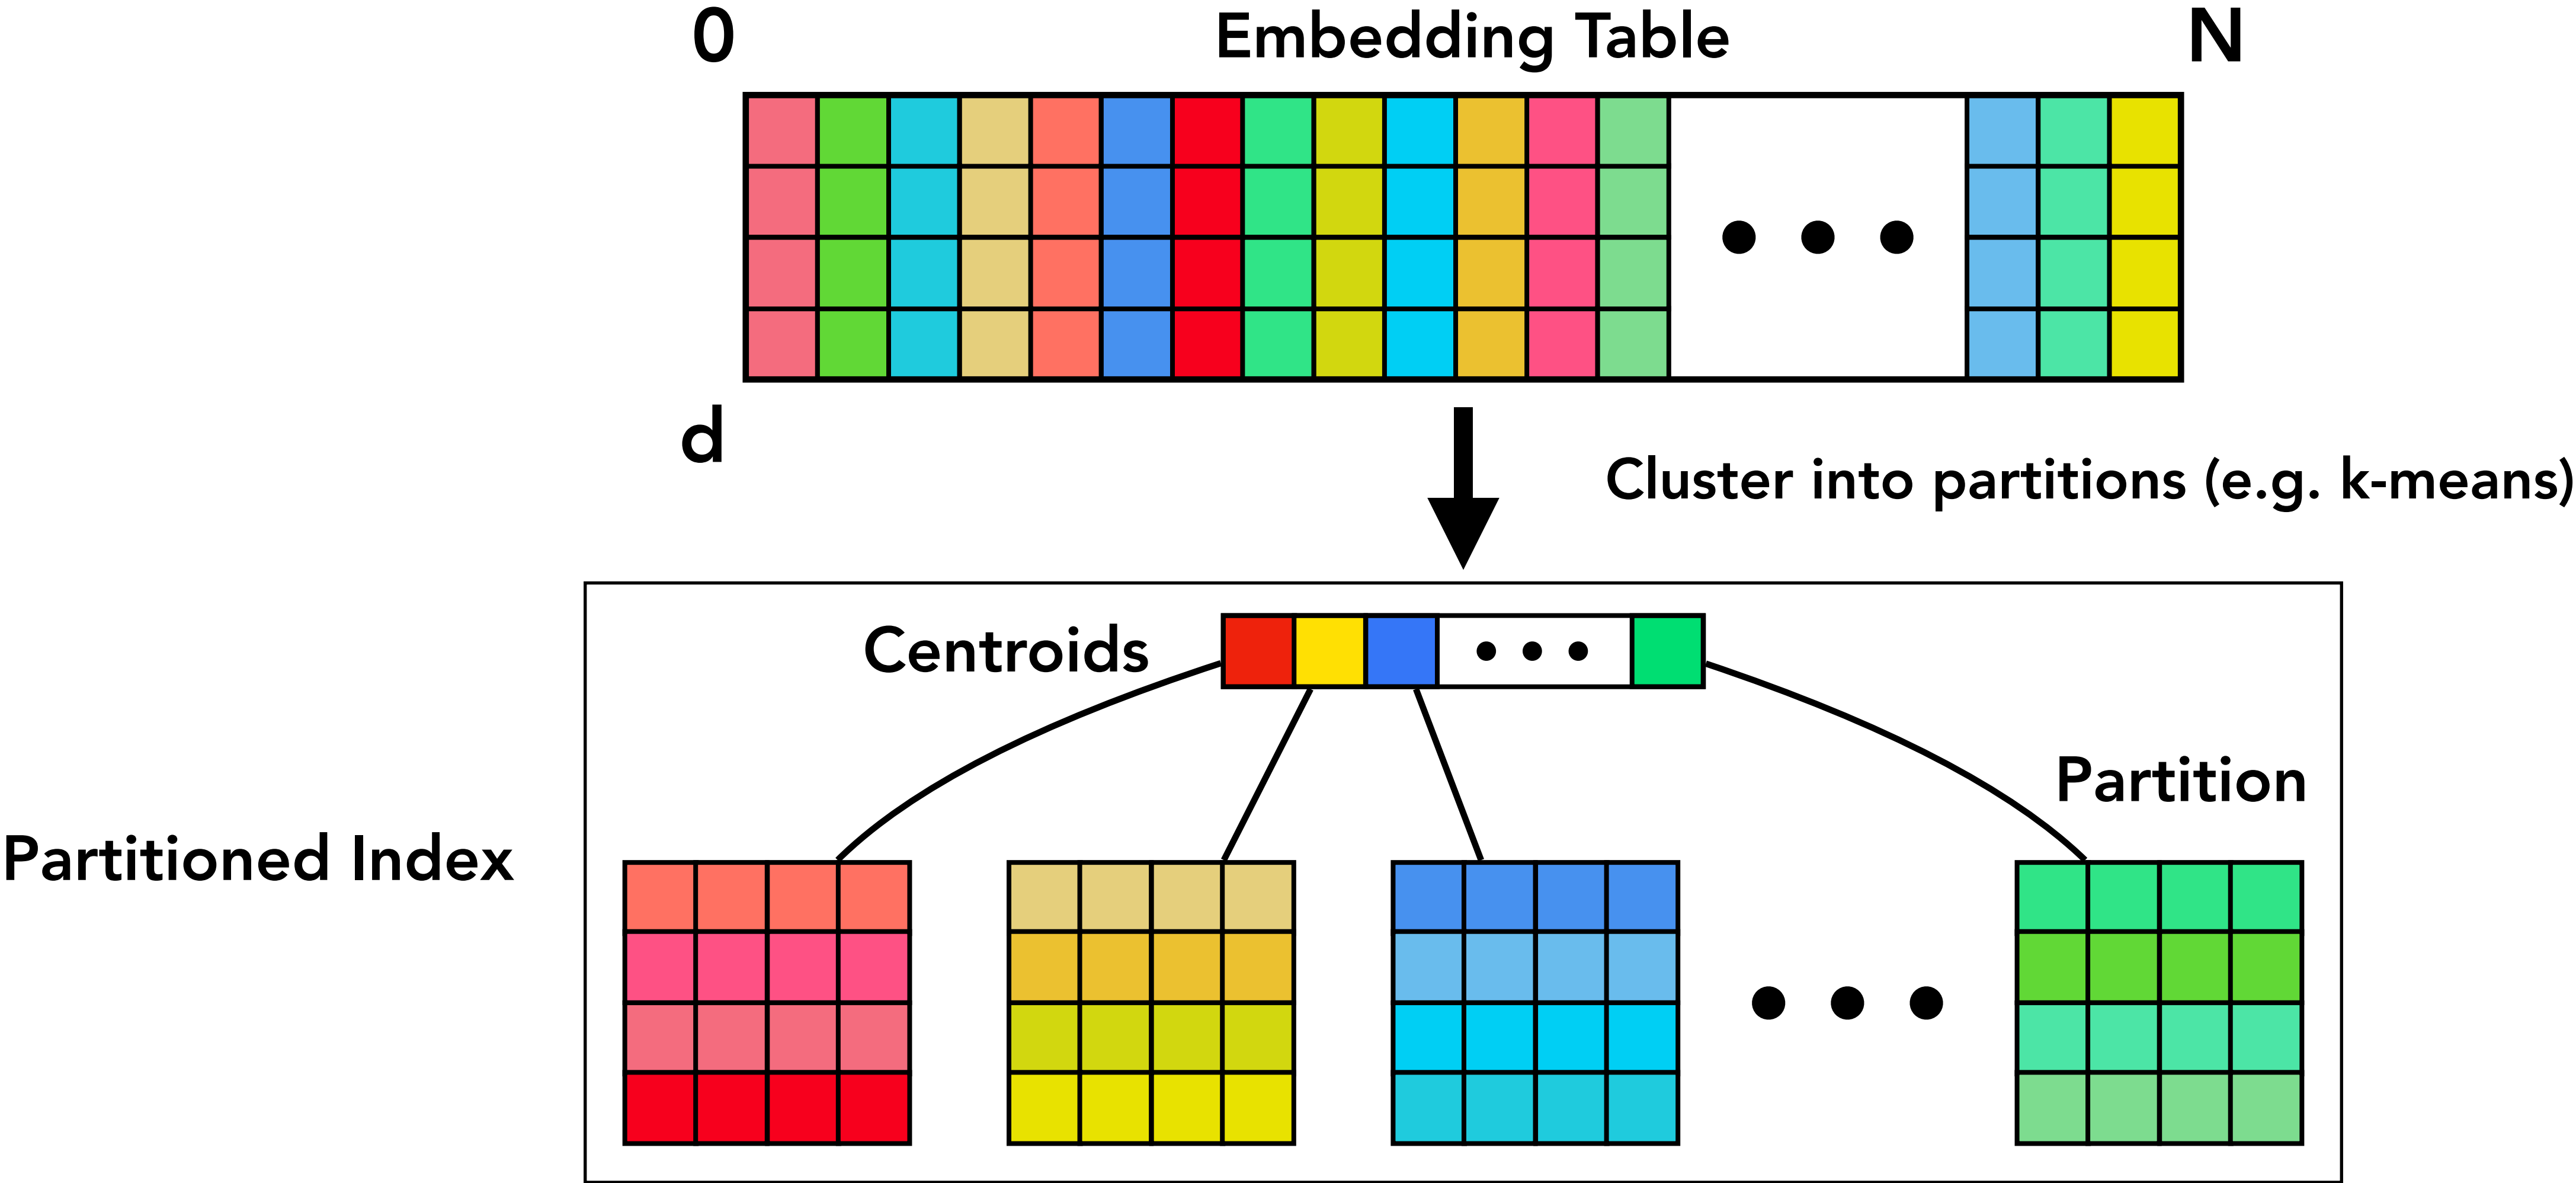 0
Embedding Table
N
d
Cluster into partitions (e.g. k-means)
Centroids
Partition
Partitioned Index